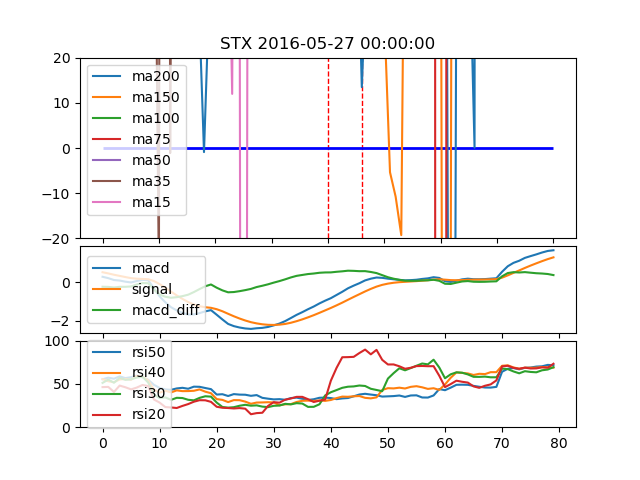 STX 2016-05-27 00:00:00
20
10
0
−10
−20
ma200
ma150
ma100
ma75
ma50
ma35
ma15
0
−2
macd
signal
macd_diff
100
50
0
rsi50
rsi40
rsi30
rsi20
0 10 20 30 40 50 60 70 80